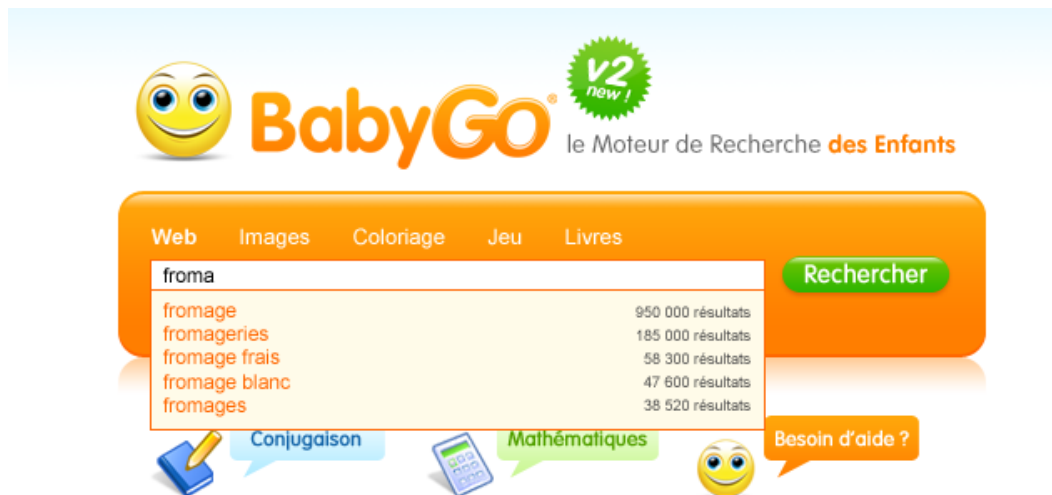 v2
new !
BabyGO®
le Moteur de Recherche des Enfants
Web Images Coloriage Jeu Livres
froma
Rechercher
fromage 950 000 résultats
fromageries 185 000 résultats
fromage frais 58 300 résultats
fromage blanc 47 600 résultats
fromages 38 520 résultats
Conjugaison
Mathématiques
Besoin d'aide ?